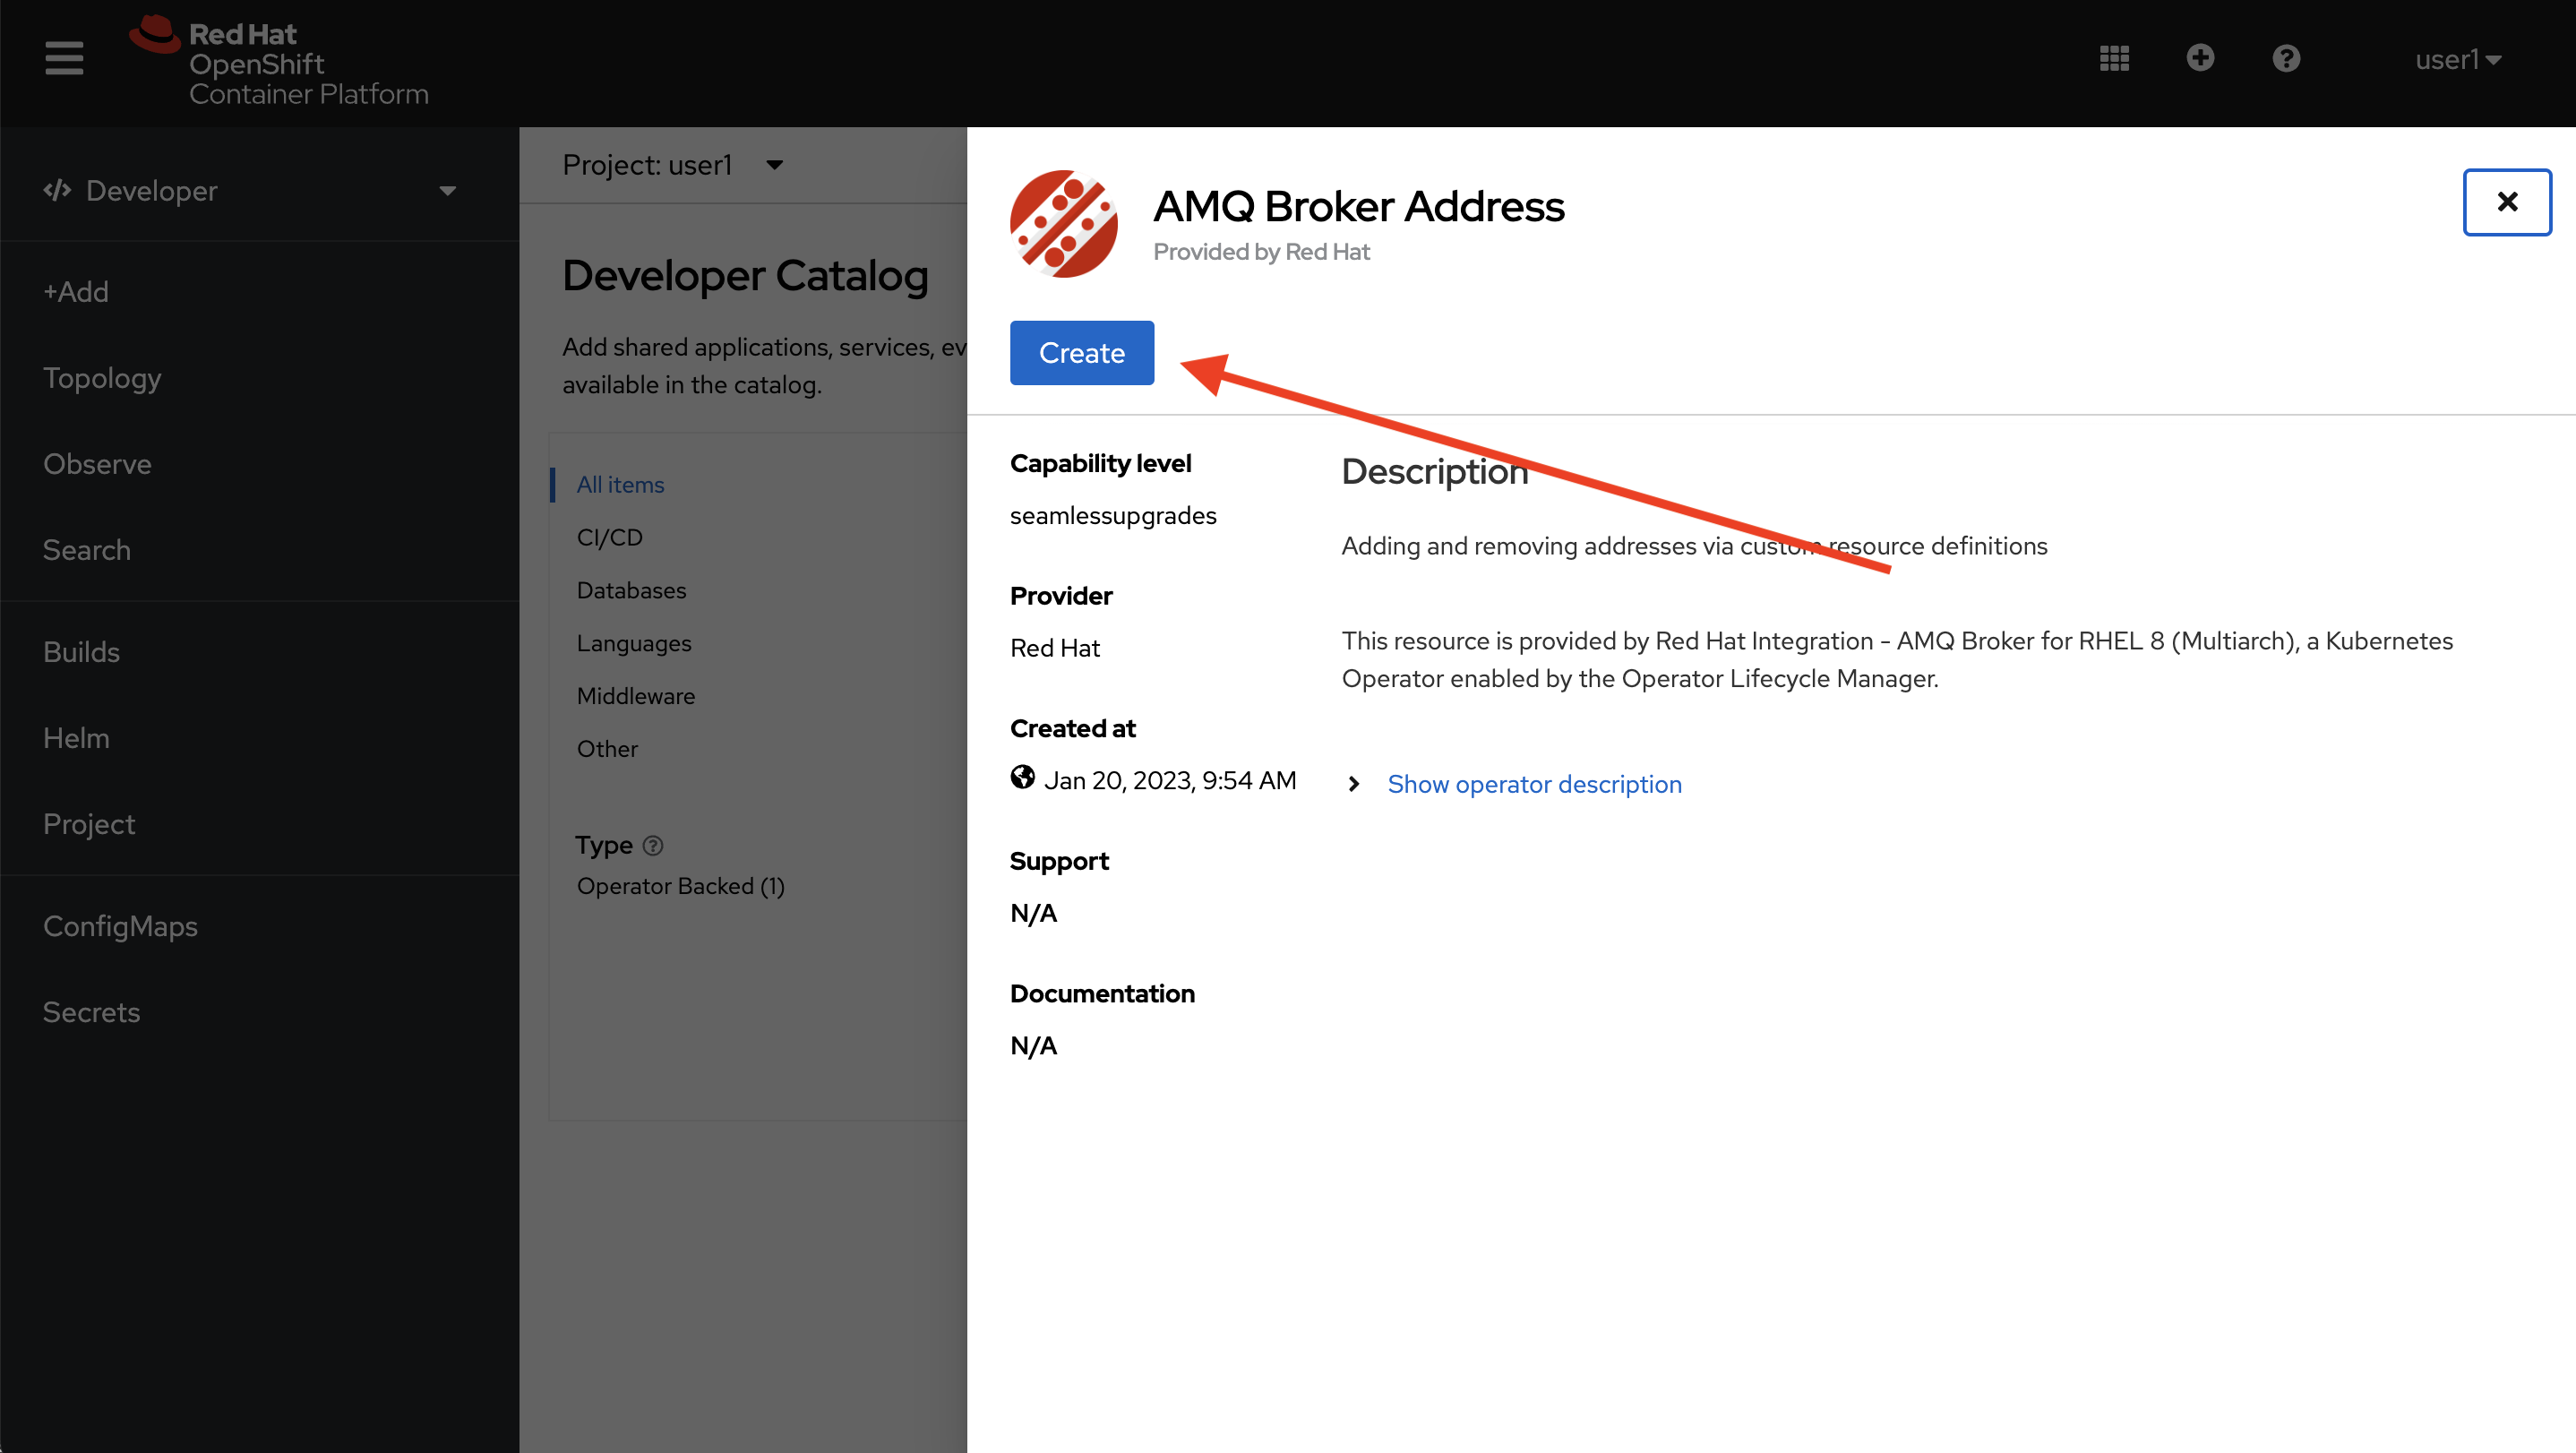 Red Hat
OpenShift
Container Platform
user1
Developer
+Add
Topology
Observe
Search
Builds
Helm
Project
ConfigMaps
Secrets
Project: user1
Developer Catalog
Add shared applications, services, ev
available in the catalog.
All items
CI/CD
Databases
Languages
Middleware
Other
Type
Operator Backed (1)
AMQ Broker Address
Provided by Red Hat
Create
Capability level
seamlessupgrades
Provider
Red Hat
Created at
Jan 20, 2023, 9:54 AM
Support
N/A
Documentation
N/A
Description
Adding and removing addresses via custom resource definitions
This resource is provided by Red Hat Integration - AMQ Broker for RHEL 8 (Multiarch), a Kubernetes
Operator enabled by the Operator Lifecycle Manager.
Show operator description